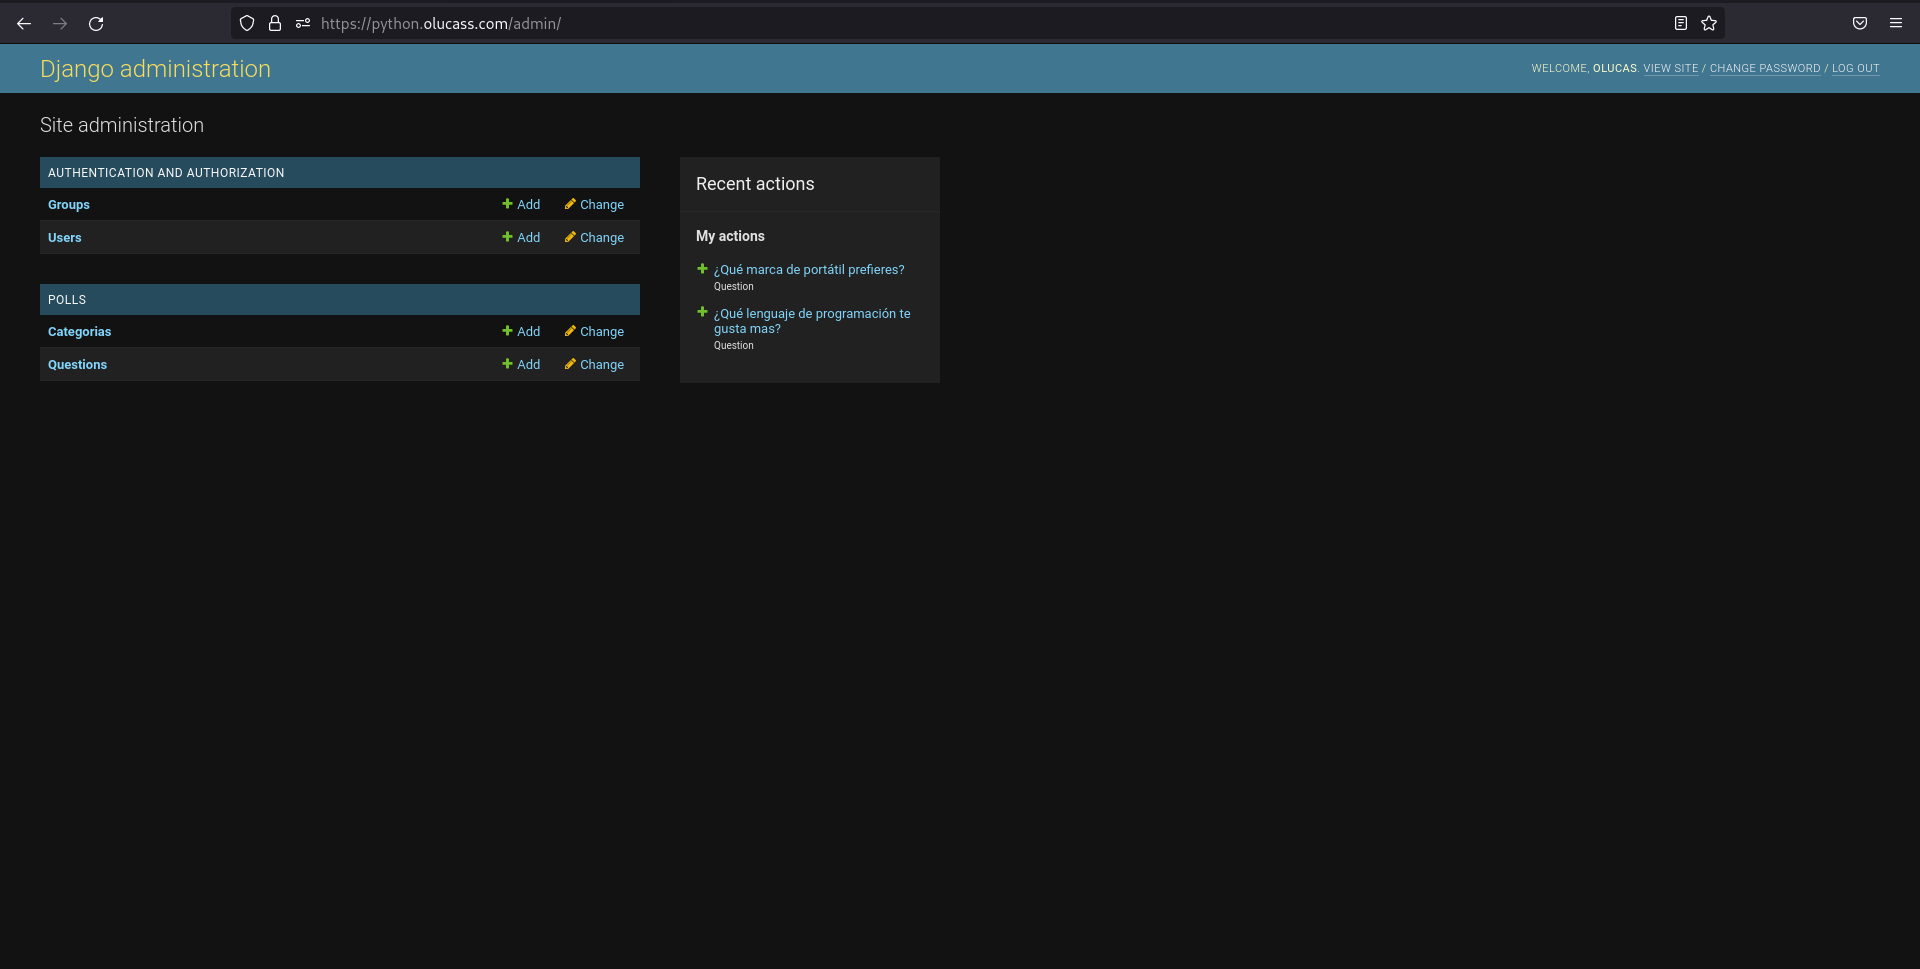 https://python.olucass.com/admin/
Django administration
WELCOME, OLUCAS. VIEW SITE / CHANGE PASSWORD / LOG OUT
Site administration
AUTHENTICATION AND AUTHORIZATION
Groups Add Change
Users Add Change
POLLS
Categorias Add Change
Questions Add Change
Recent actions
My actions
¿Qué marca de portátil prefieres?
Question
¿Qué lenguaje de programación te
gusta mas?
Question